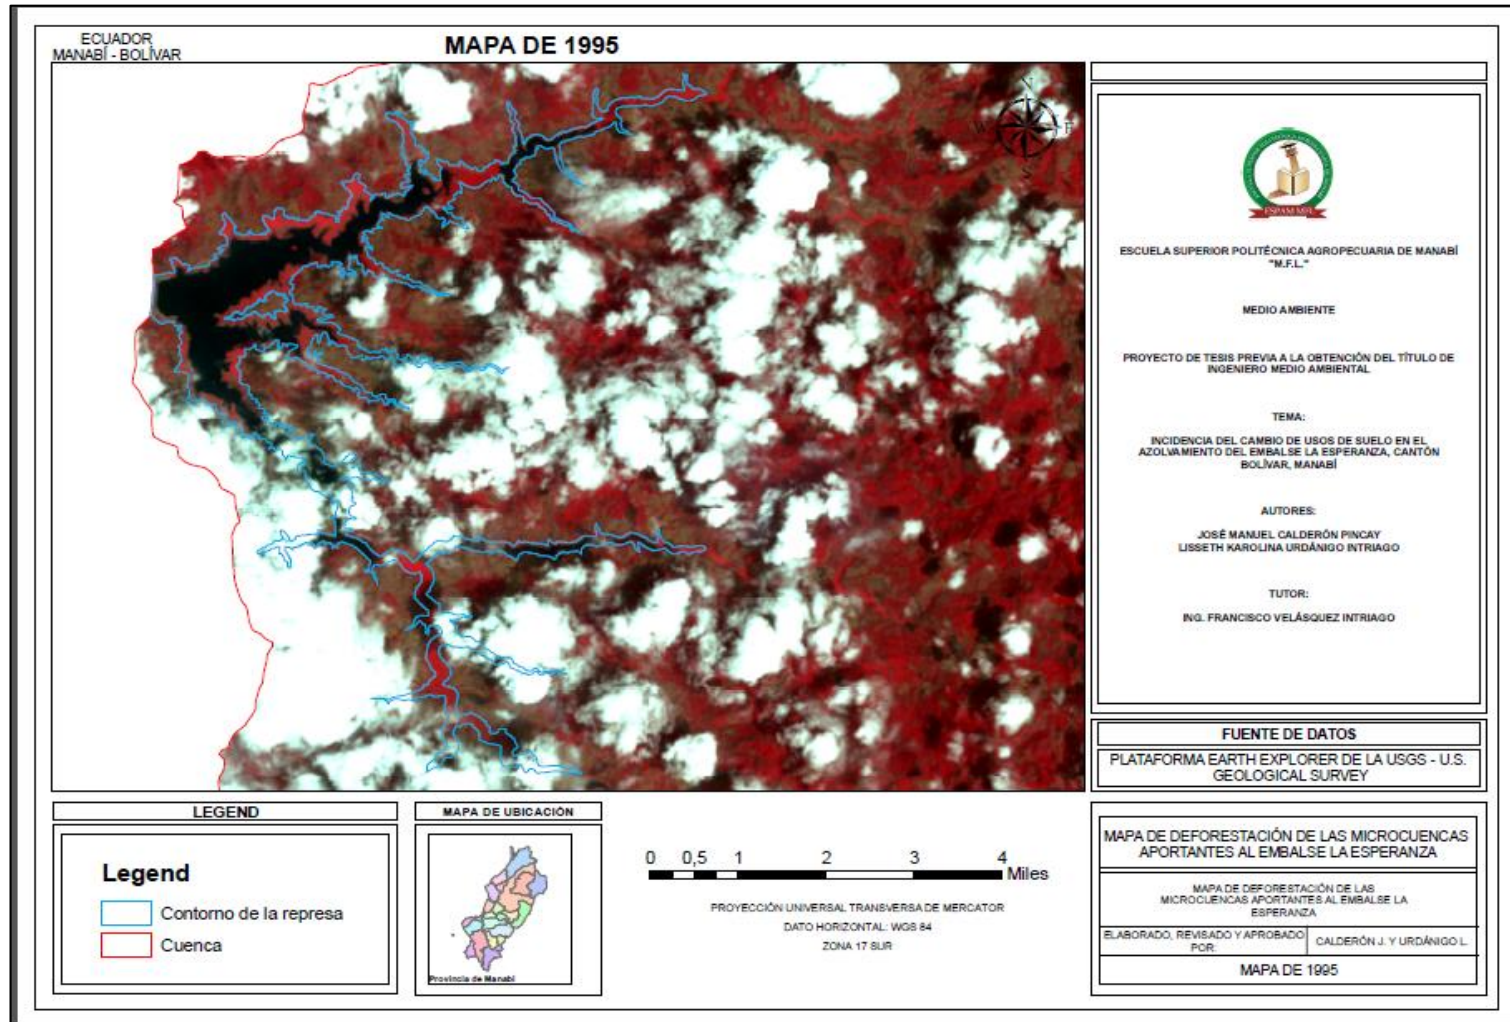 ECUADOR
MANABÍ - BOLÍVAR
MAPA DE 1995
N
W
E
S
ESPAM MFL
ESCUELA SUPERIOR POLITÉCNICA AGROPECUARIA DE MANABÍ
"M.F.L."
MEDIO AMBIENTE
PROYECTO DE TESIS PREVIA A LA OBTENCIÓN DEL TÍTULO DE
INGENIERO MEDIO AMBIENTAL
TEMA:
INCIDENCIA DEL CAMBIO DE USOS DE SUELO EN EL
AZOLVAMIENTO DEL EMBALSE LA ESPERANZA, CANTÓN
BOLÍVAR, MANABÍ
AUTORES:
JOSÉ MANUEL CALDERÓN PINCAY
LISSETH KAROLINA URDÁNIGO INTRIAGO
TUTOR:
ING. FRANCISCO VELÁSQUEZ INTRIAGO
FUENTE DE DATOS
PLATAFORMA EARTH EXPLORER DE LA USGS - U.S.
GEOLOGICAL SURVEY
LEGEND
Legend
Contorno de la represa
Cuenca
MAPA DE UBICACIÓN
Provincia de Manabí
0 0,5 1 2 3 4
Miles
PROYECCIÓN UNIVERSAL TRANSVERSA DE MERCATOR
DATO HORIZONTAL: WGS 84
ZONA 17 SUR
MAPA DE DEFORESTACIÓN DE LAS MICROCUENCAS
APORTANTES AL EMBALSE LA ESPERANZA
MAPA DE DEFORESTACIÓN DE LAS
MICROCUENCAS APORTANTES AL EMBALSE LA
ESPERANZA
ELABORADO, REVISADO Y APROBADO
POR:
CALDERÓN J. Y URDÁNIGO L.
MAPA DE 1995